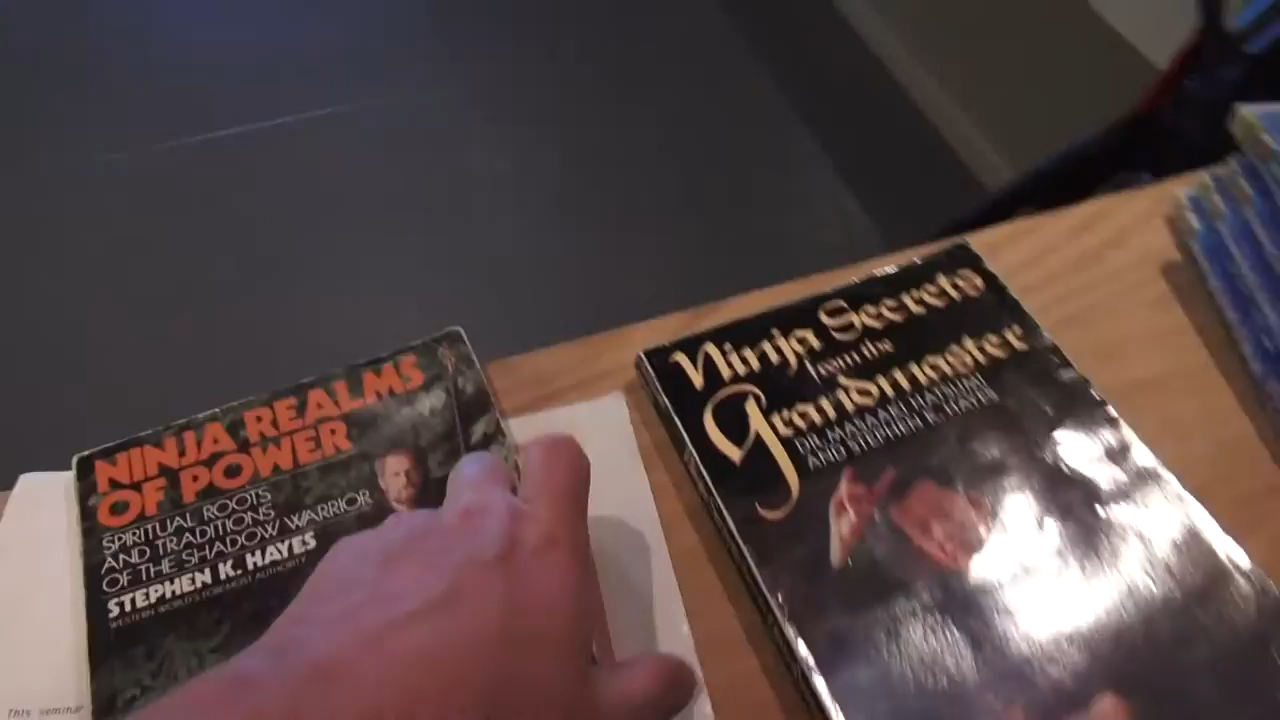 NINJA REALMS
OF POWER
SPIRITUAL ROOTS
AND TRADITIONS
OF THE SHADOW WARRIOR
STEPHEN K. HAYES
WESTERN WORLD'S FOREMOST AUTHORITY
This seminar
Ninja Secrets
from the
Grandmaster
DR. MASAAKI HATSUMI
AND STEPHEN K. HAYES